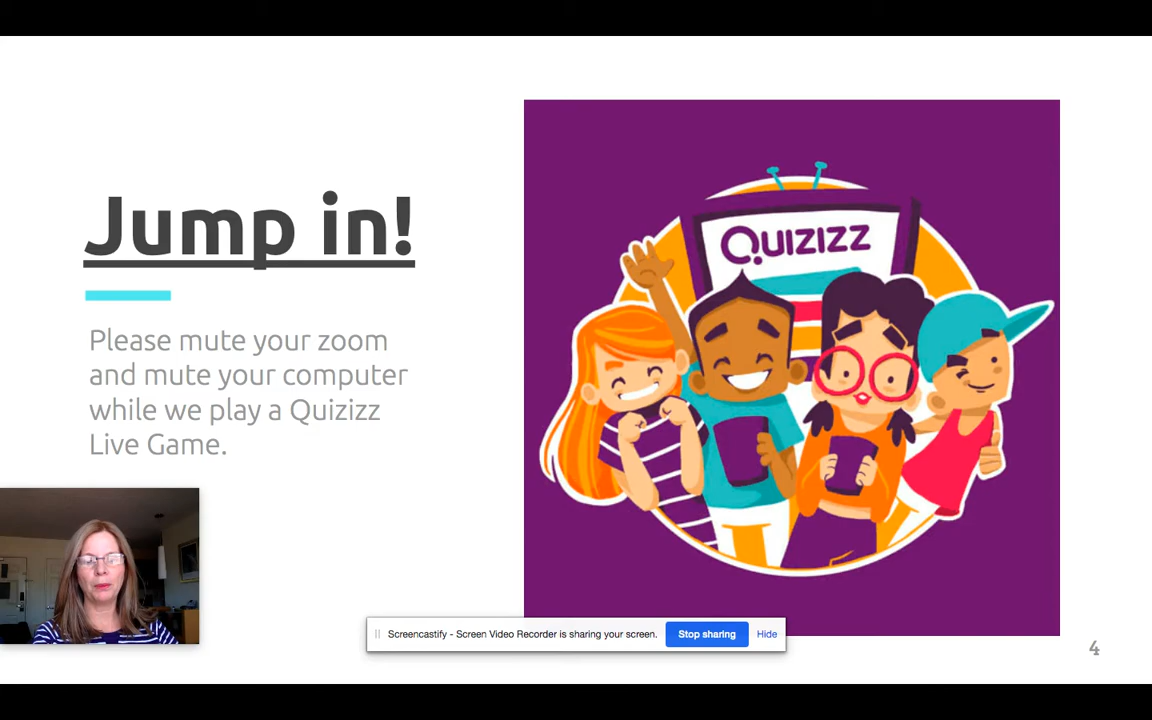 Jump in!
Please mute your zoom
and mute your computer
while we play a Quizizz
Live Game.
QUIZIZZ
Screencastify - Screen Video Recorder is sharing your screen. Stop sharing Hide
4